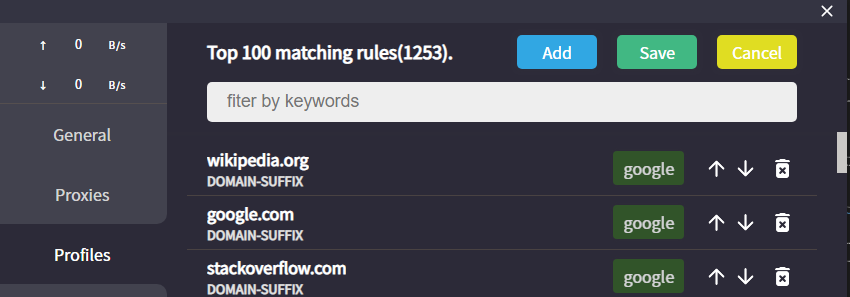 ↑ 0 B/s
↓ 0 B/s
General
Proxies
Profiles
Top 100 matching rules(1253).
Add
Save
Cancel
fiter by keywords
wikipedia.org
DOMAIN-SUFFIX
google
google.com
DOMAIN-SUFFIX
google
stackoverflow.com
DOMAIN-SUFFIX
google